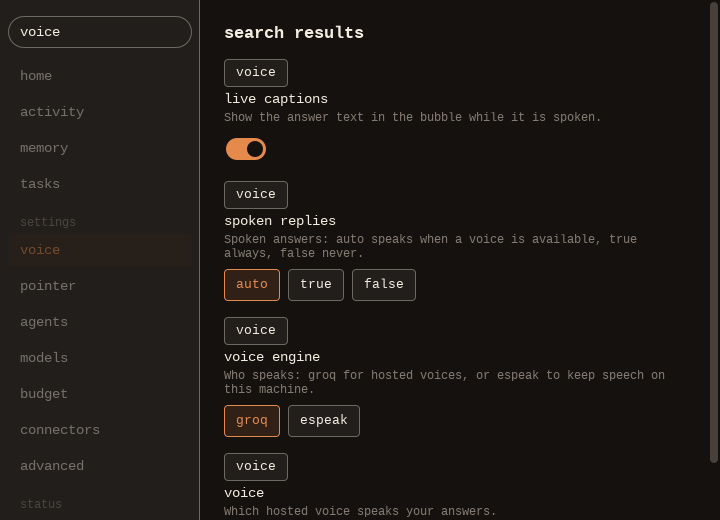 voice
home
activity
memory
tasks
settings
voice
pointer
agents
models
budget
connectors
advanced
status
search results
voice
live captions
Show the answer text in the bubble while it is spoken.
voice
spoken replies
Spoken answers: auto speaks when a voice is available, true
always, false never.
auto true false
voice
voice engine
Who speaks: groq for hosted voices, or espeak to keep speech on
this machine.
groq espeak
voice
voice
Which hosted voice speaks your answers.